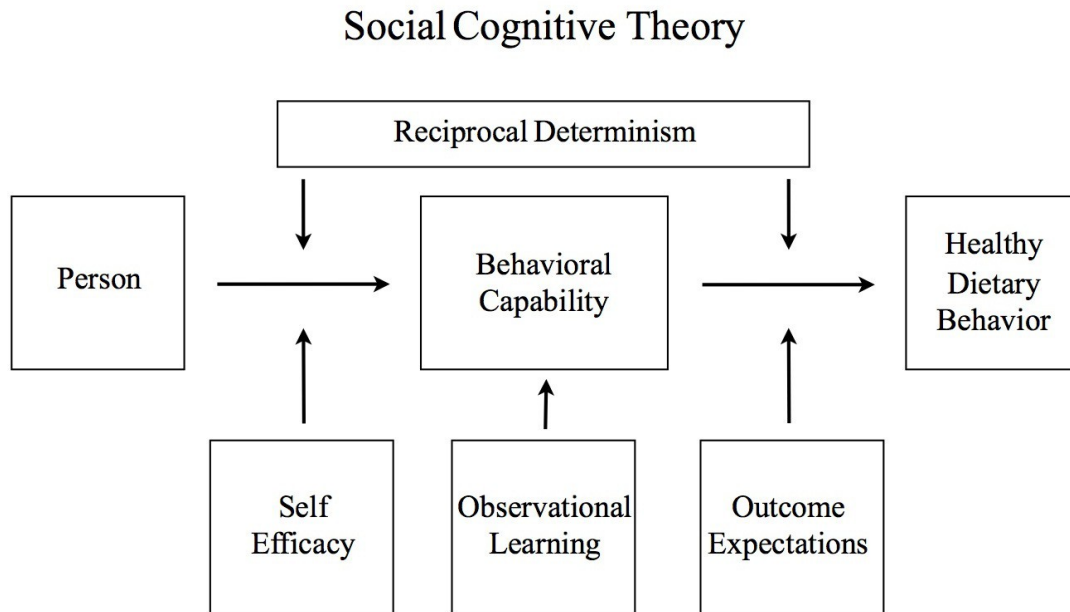 Social Cognitive Theory
Reciprocal Determinism
Person
Behavioral
Capability
Healthy
Dietary
Behavior
Self
Efficacy
Observational
Learning
Outcome
Expectations